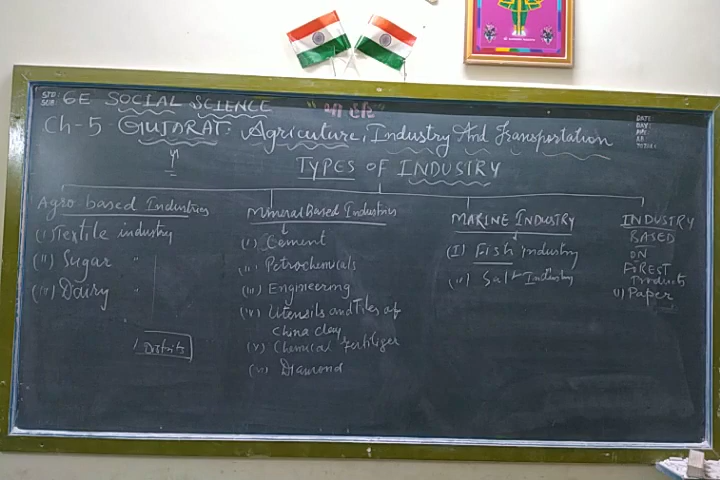 STD 6E SOCIAL SCIENCE
SUB
DATE:
DAY:
Ch-5 GUJARAT: Agriculture, Industry And Transportation
TYPES OF INDUSTRY
Agro-based Industries
(i) Textile industry
(ii) Sugar "
(iv) Dairy "
Districts
Mineral Based Industries
(i) Cement
(ii) Petrochemicals
(iii) Engineering
(iv) Utensils and Tiles of
China clay
(v) Chemical Fertilizer
(vi) Diamond
MARINE INDUSTRY
(I) Fish industry
(ii) Salt Industry
INDUSTRY
BASED
ON
FOREST
Products
i) Paper